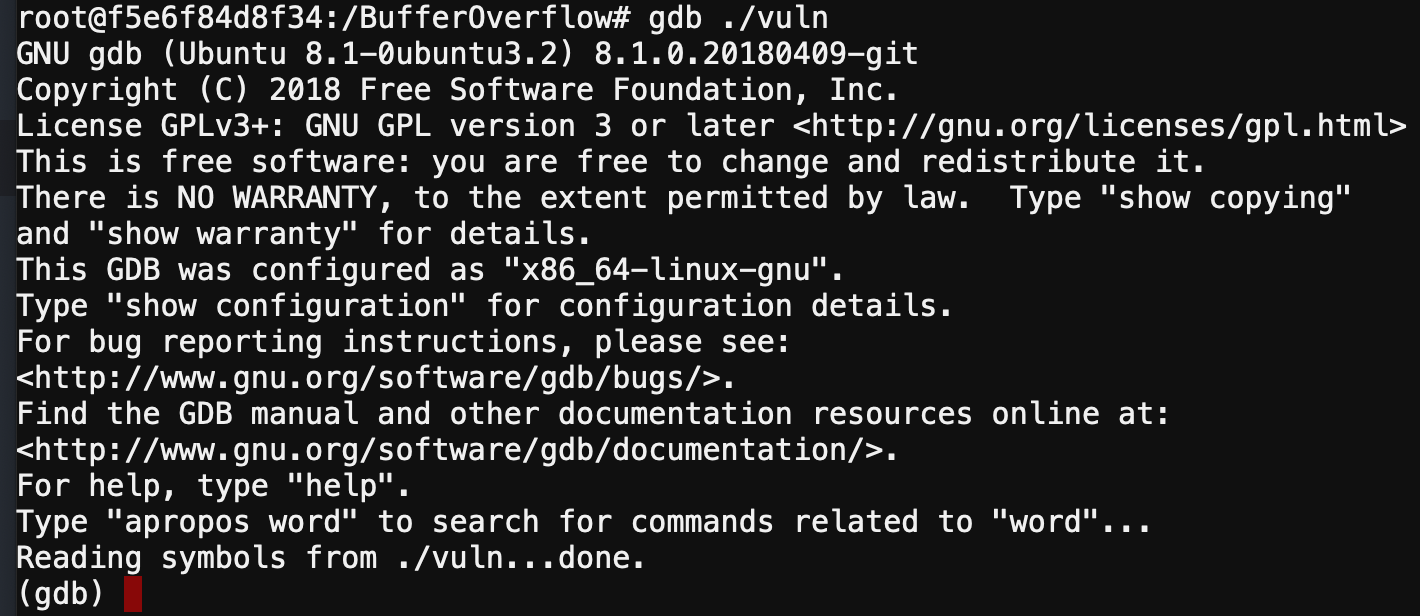 root@f5e6f84d8f34:/BufferOverflow# gdb ./vuln
GNU gdb (Ubuntu 8.1-0ubuntu3.2) 8.1.0.20180409-git
Copyright (C) 2018 Free Software Foundation, Inc.
License GPLv3+: GNU GPL version 3 or later <http://gnu.org/licenses/gpl.html>
This is free software: you are free to change and redistribute it.
There is NO WARRANTY, to the extent permitted by law.  Type "show copying"
and "show warranty" for details.
This GDB was configured as "x86_64-linux-gnu".
Type "show configuration" for configuration details.
For bug reporting instructions, please see:
<http://www.gnu.org/software/gdb/bugs/>.
Find the GDB manual and other documentation resources online at:
<http://www.gnu.org/software/gdb/documentation/>.
For help, type "help".
Type "apropos word" to search for commands related to "word"...
Reading symbols from ./vuln...done.
(gdb)